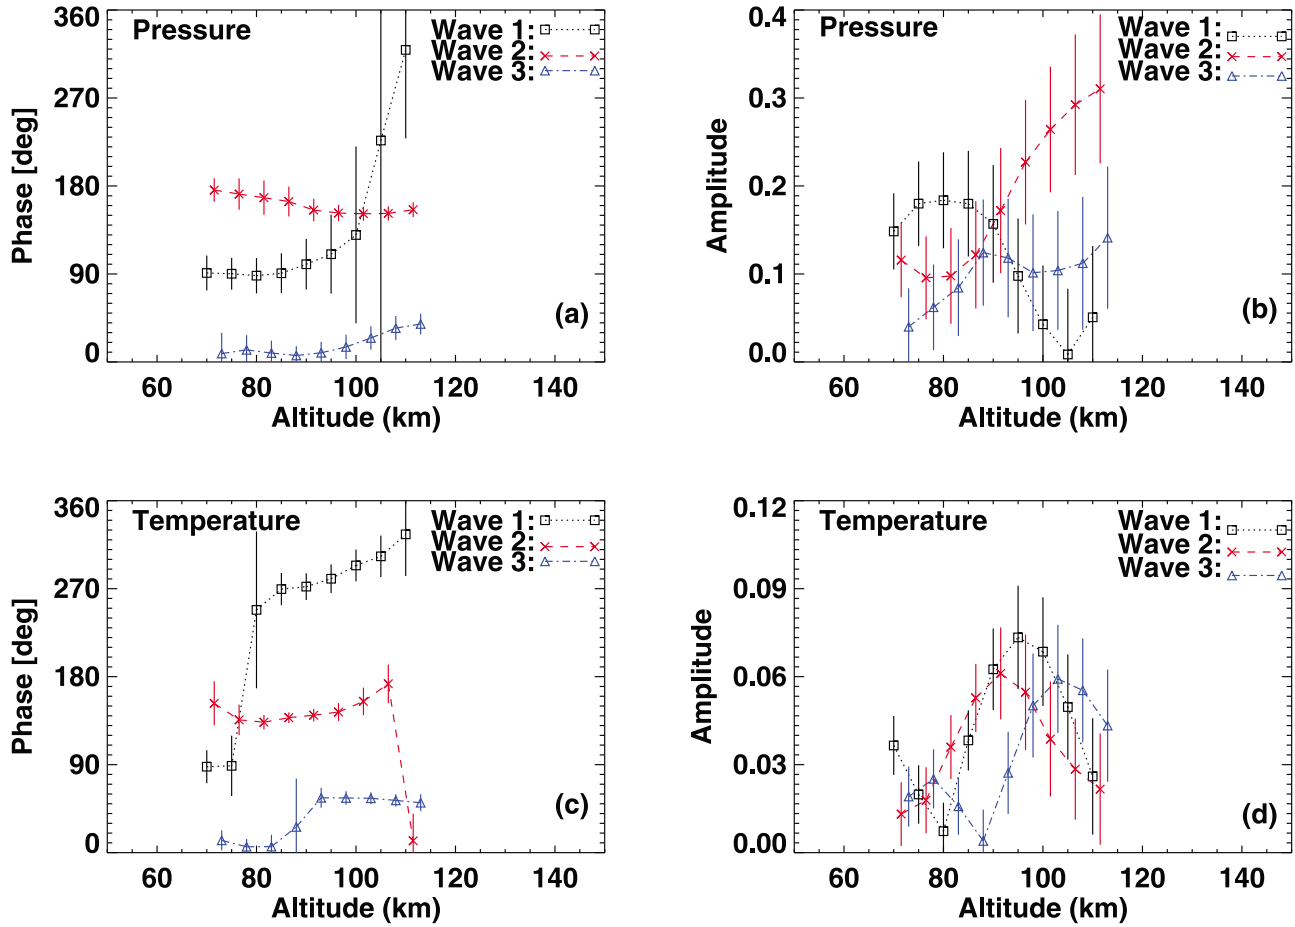 Pressure
Wave 1:
Wave 2:
Wave 3:
360
270
180
90
0
Phase [deg]
(a)
60 80 100 120 140
Altitude (km)
Pressure
Wave 1:
Wave 2:
Wave 3:
0.4
0.3
0.2
0.1
0.0
Amplitude
(b)
60 80 100 120 140
Altitude (km)
Temperature
Wave 1:
Wave 2:
Wave 3:
360
270
180
90
0
Phase [deg]
(c)
60 80 100 120 140
Altitude (km)
Temperature
Wave 1:
Wave 2:
Wave 3:
0.12
0.09
0.06
0.03
0.00
Amplitude
(d)
60 80 100 120 140
Altitude (km)